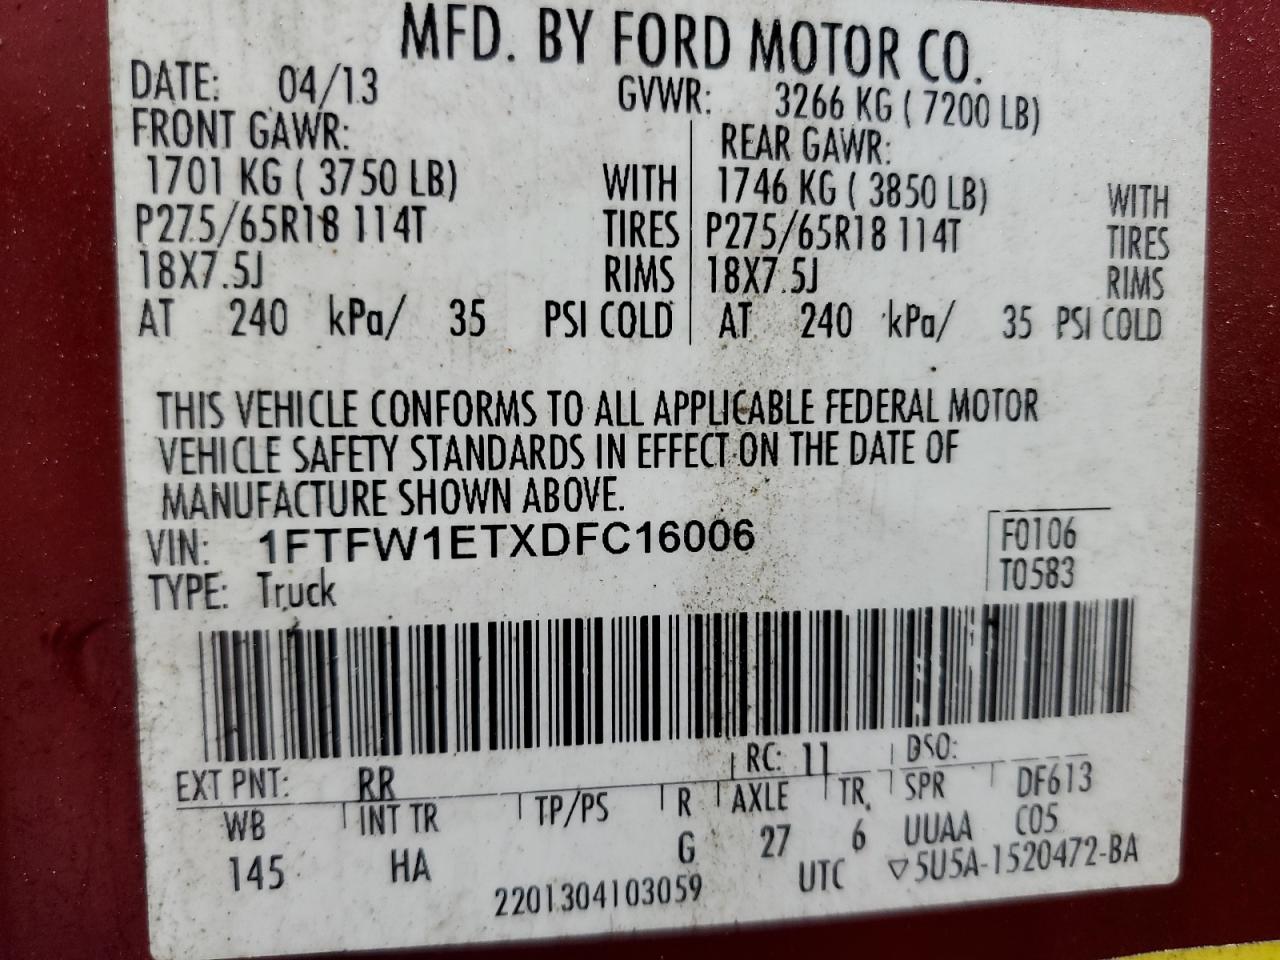 MFD. BY FORD MOTOR CO.
DATE: 04/13 GVWR: 3266 KG ( 7200 LB)
FRONT GAWR: REAR GAWR:
1701 KG ( 3750 LB) WITH 1746 KG ( 3850 LB) WITH
P275/65R18 114T TIRES P275/65R18 114T TIRES
18X7.5J RIMS 18X7.5J RIMS
AT 240 kPa/ 35 PSI COLD AT 240 kPa/ 35 PSI COLD
THIS VEHICLE CONFORMS TO ALL APPLICABLE FEDERAL MOTOR
VEHICLE SAFETY STANDARDS IN EFFECT ON THE DATE OF
MANUFACTURE SHOWN ABOVE.
VIN: 1FTFW1ETXDFC16006 F0106
TYPE: Truck T0583
EXT PNT: RR RC: 11 DSO:
WB INT TR TP/PS R AXLE TR SPR DF613
145 HA G 27 6 UUAA C05
2201304103059 UTC ▽5U5A-1520472-BA